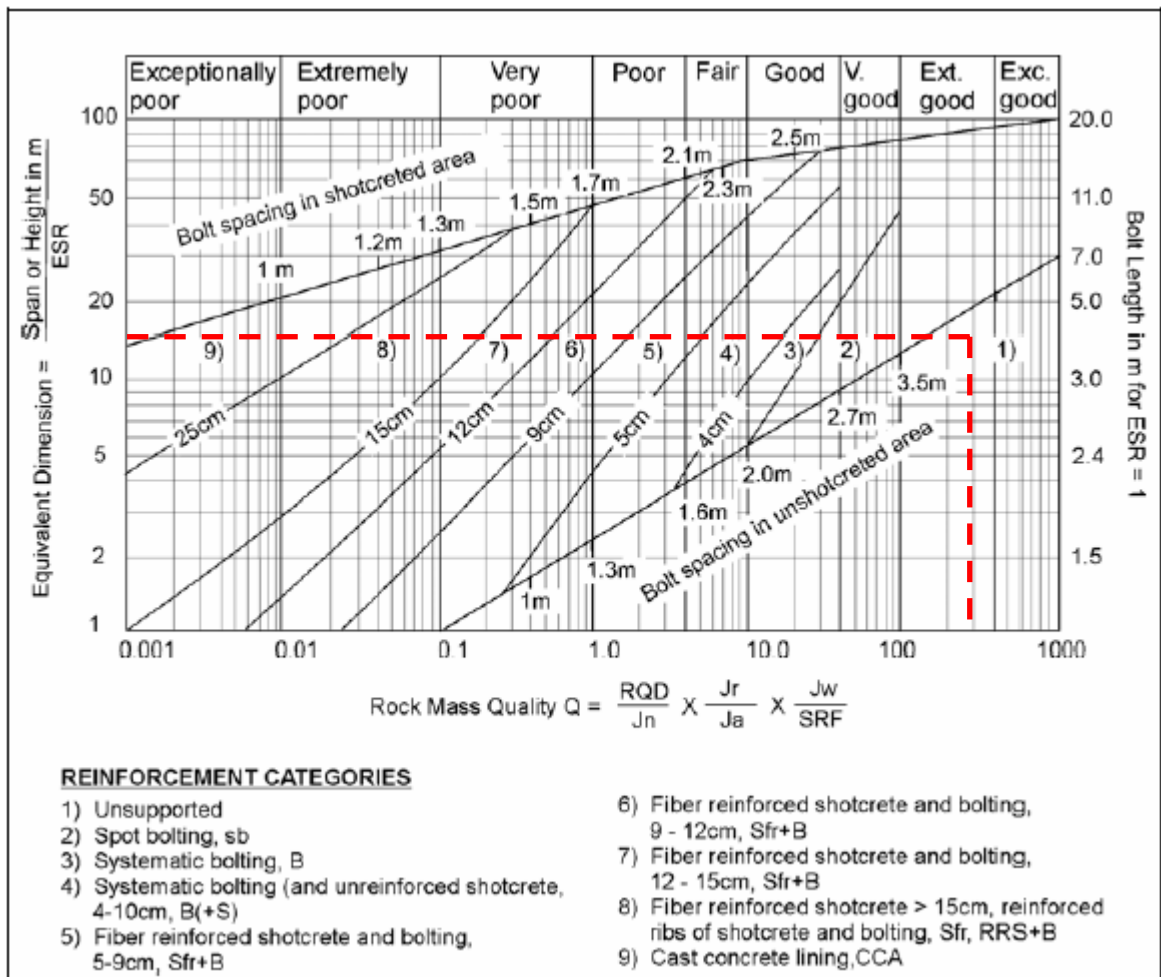 Exceptionally poor
Extremely poor
Very poor
Poor
Fair
Good
V. good
Ext. good
Exc. good
100
50
20
10
5
2
1
Equivalent Dimension = Span or Height in m / ESR
20.0
11.0
7.0
5.0
3.0
2.4
1.5
Bolt Length in m for ESR = 1
Bolt spacing in shotcreted area
1 m
1.2m
1.3m
1.5m
1.7m
2.1m
2.3m
2.5m
9)
8)
7)
6)
5)
4)
3)
2)
1)
25cm
15cm
12cm
9cm
5cm
4cm
3.5m
2.7m
2.0m
1.6m
1.3m
1m
Bolt spacing in unshotcreted area
0.001
0.01
0.1
1.0
10.0
100
1000
Rock Mass Quality Q = RQD/Jn X Jr/Ja X Jw/SRF
REINFORCEMENT CATEGORIES
1) Unsupported
2) Spot bolting, sb
3) Systematic bolting, B
4) Systematic bolting (and unreinforced shotcrete,
4-10cm, B(+S)
5) Fiber reinforced shotcrete and bolting,
5-9cm, Sfr+B
6) Fiber reinforced shotcrete and bolting,
9 - 12cm, Sfr+B
7) Fiber reinforced shotcrete and bolting,
12 - 15cm, Sfr+B
8) Fiber reinforced shotcrete > 15cm, reinforced
ribs of shotcrete and bolting, Sfr, RRS+B
9) Cast concrete lining,CCA